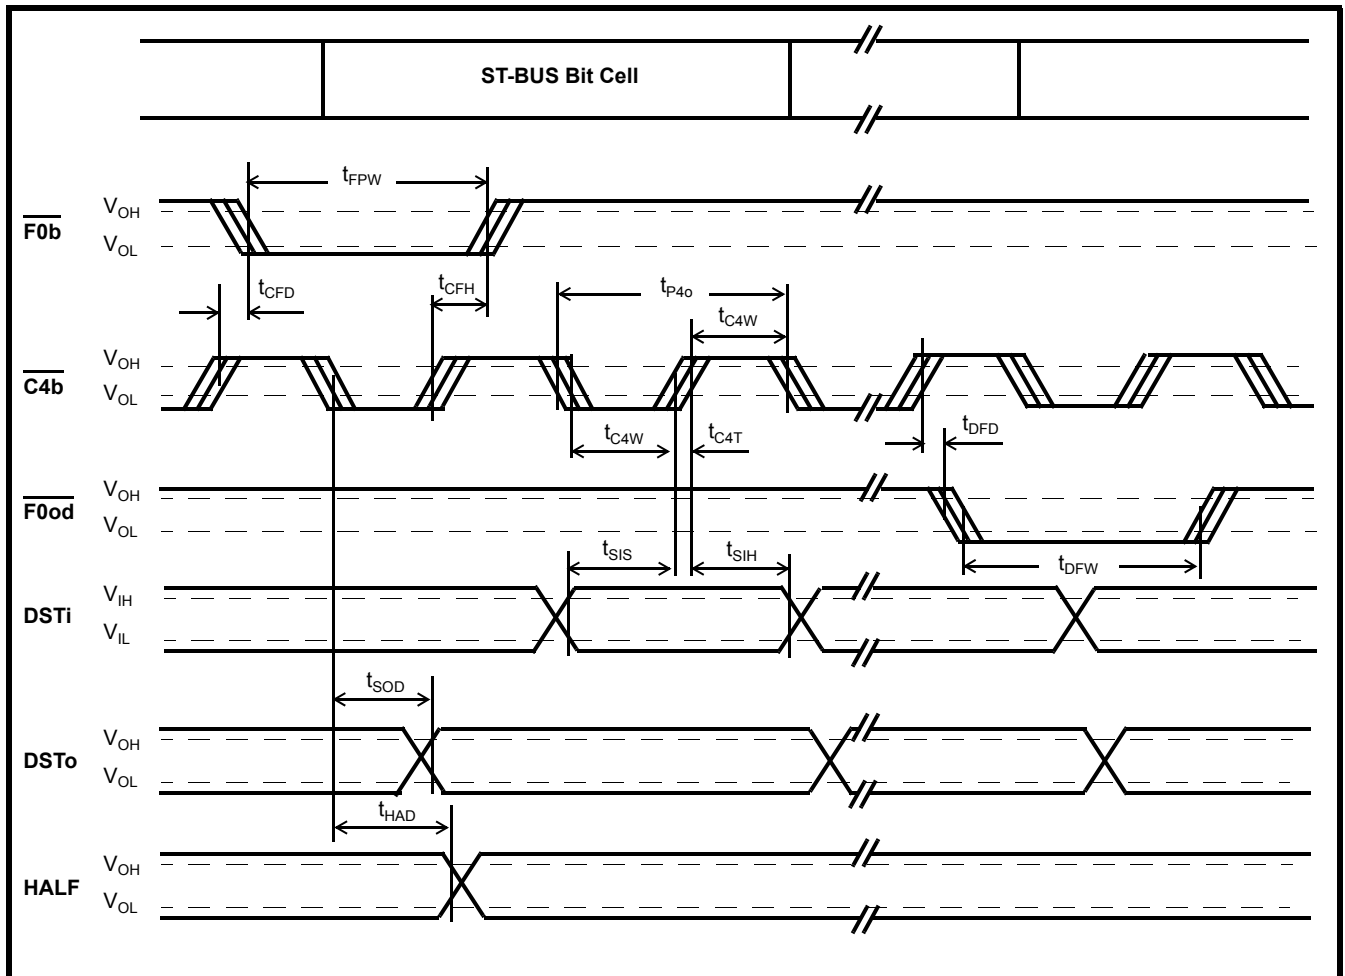 ST-BUS Bit Cell
tFPW
F0b
VOH
VOL
tCFD
tCFH
tP4o
tC4W
C4b
VOH
VOL
tC4W
tC4T
tDFD
F0od
VOH
VOL
tSIS
tSIH
tDFW
DSTi
VIH
VIL
tSOD
DSTo
VOH
VOL
tHAD
HALF
VOH
VOL